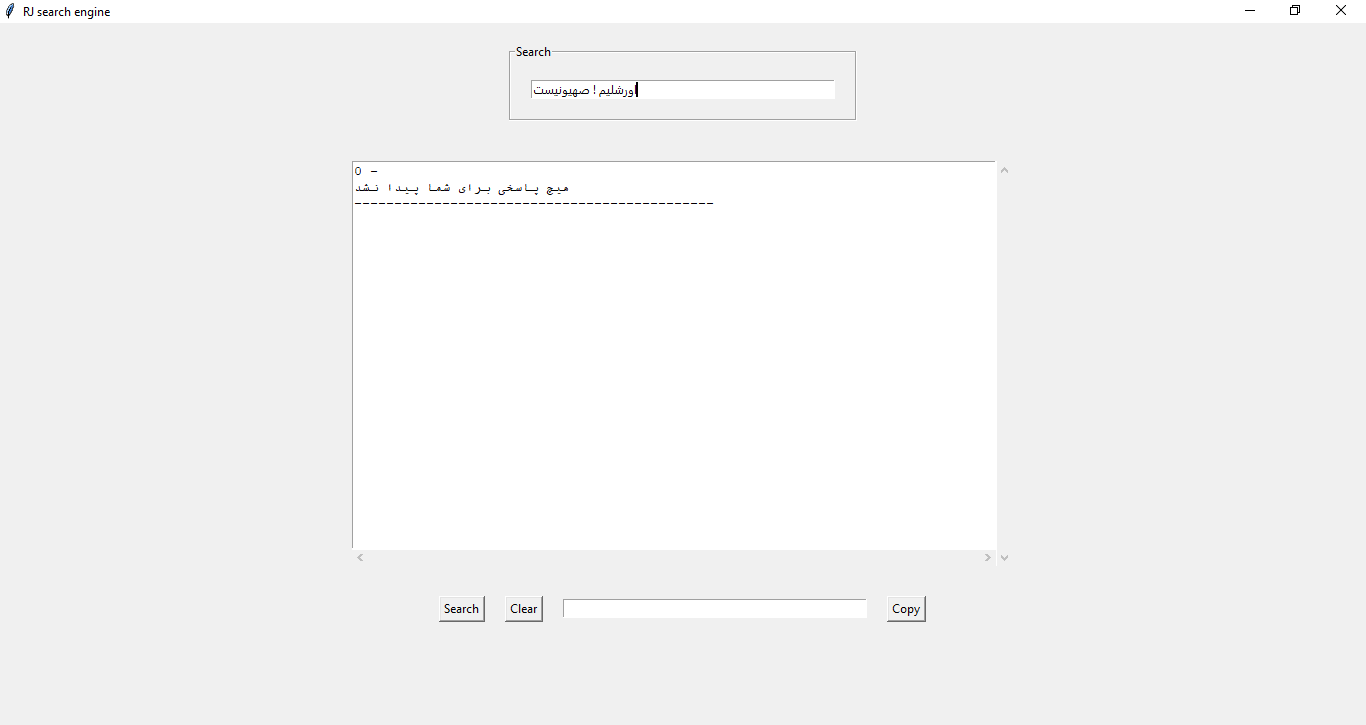 RJ search engine
Search
اورشلیم ! صهیونیست
0 -
هیچ پاسخی برای شما پیدا نشد
---------------------------------------------
Search
Clear
Copy